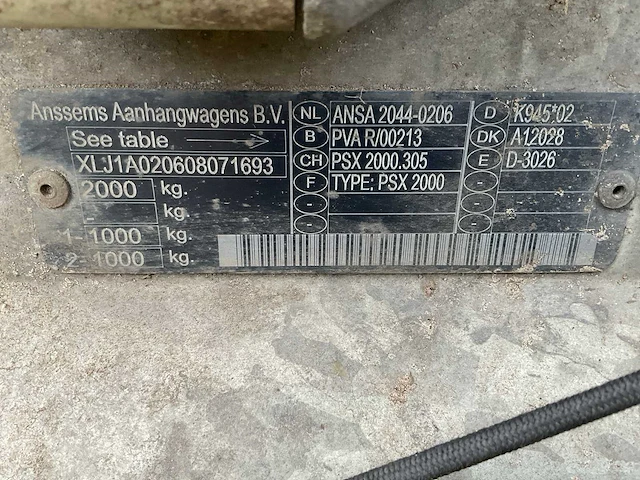 Anssems Aanhangwagens B.V.
See table
XLJ1A020608071693
2000 kg.
- kg.
1- 1000 kg.
2- 1000 kg.
NL ANSA 2044-0206
B PVA R/00213
CH PSX 2000.305
F TYPE; PSX 2000
-
-
D K945*02
DK A12028
E D-3026
-
-
-